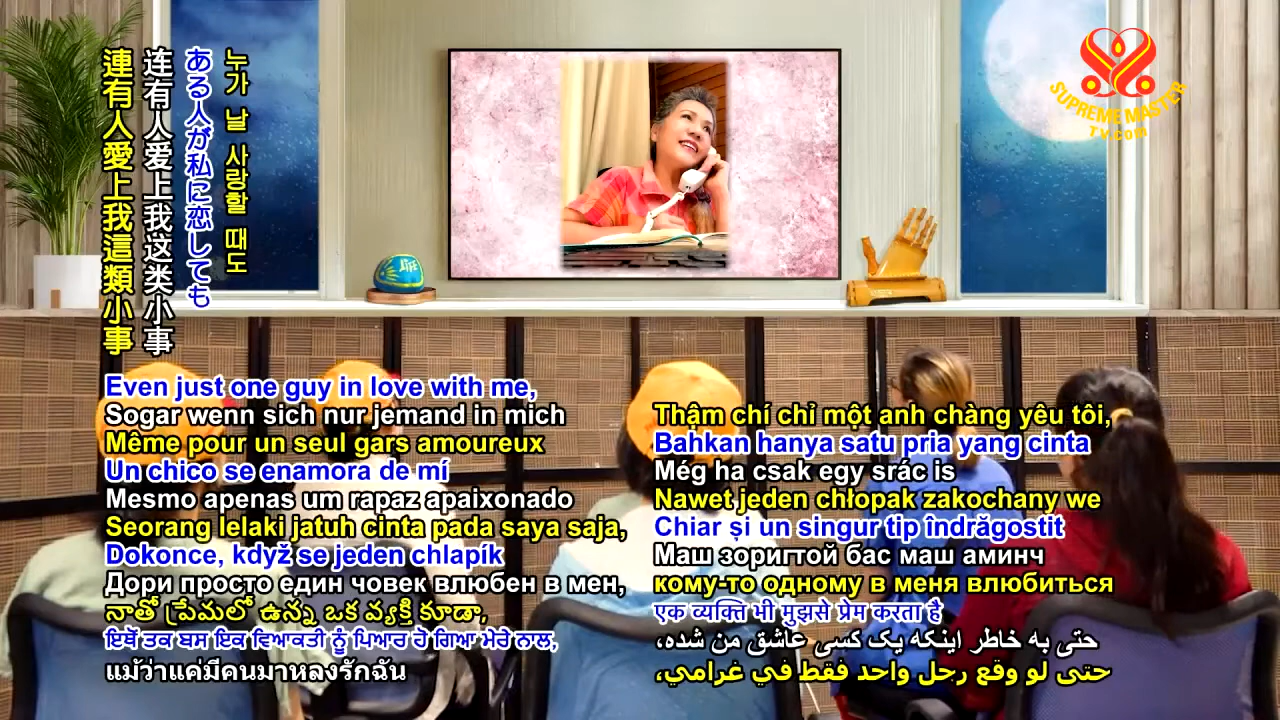 連有人愛上我這類小事
连有人爱上我这类小事
ある人が私に恋しても
누가 날 사랑할 때도
SUPREME MASTER
TV.com
LIFE
Even just one guy in love with me,
Sogar wenn sich nur jemand in mich
Même pour un seul gars amoureux
Un chico se enamora de mí
Mesmo apenas um rapaz apaixonado
Seorang lelaki jatuh cinta pada saya saja,
Dokonce, když se jeden chlapík
Дори просто един човек влюбен в мен,
నాతో ప్రేమలో ఉన్న ఒక వ్యక్తి కూడా,
ਇਥੋਂ ਤਕ ਬਸ ਇਕ ਵਿਆਕਤੀ ਨੂੰ ਪਿਆਰ ਹੋ ਗਿਆ ਮੇਰੇ ਨਾਲ,
แม้ว่าแค่มีคนมาหลงรักฉัน
Thậm chí chỉ một anh chàng yêu tôi,
Bahkan hanya satu pria yang cinta
Még ha csak egy srác is
Nawet jeden chłopak zakochany we
Chiar și un singur tip îndrăgostit
Маш зоригтой бас маш аминч
кому-то одному в меня влюбиться
एक व्यक्ति भी मुझसे प्रेम करता है
حتی به خاطر اینکه یک کسی عاشق من شده،
حتى لو وقع رجل واحد فقط في غرامي،